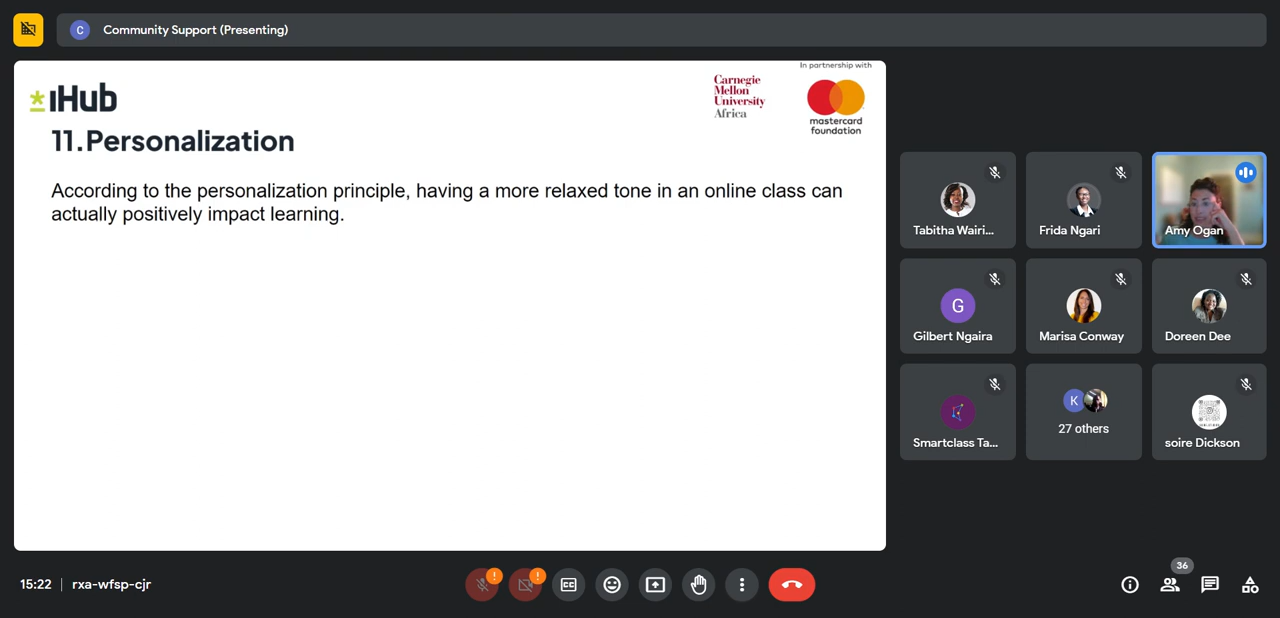 C
Community Support (Presenting)
iHub
Carnegie
Mellon
University
Africa
In partnership with
mastercard
foundation
11.Personalization
According to the personalization principle, having a more relaxed tone in an online class can
actually positively impact learning.
Tabitha Wairi...
Frida Ngari
Amy Ogan
G
Gilbert Ngaira
Marisa Conway
Doreen Dee
Smartclass Ta...
K
27 others
soire Dickson
15:22 | rxa-wfsp-cjr
!
!
CC
36